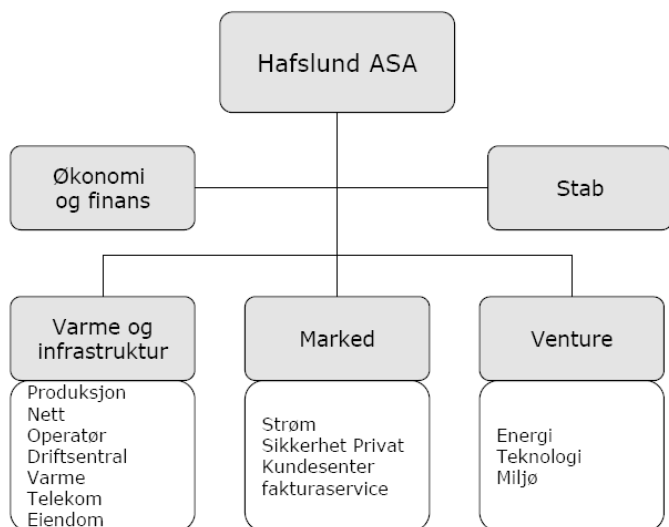 Hafslund ASA
Økonomi
og finans
Stab
Varme og
infrastruktur
Marked
Venture
Produksjon
Nett
Operatør
Driftsentral
Varme
Telekom
Eiendom
Strøm
Sikkerhet Privat
Kundesenter
fakturaservice
Energi
Teknologi
Miljø